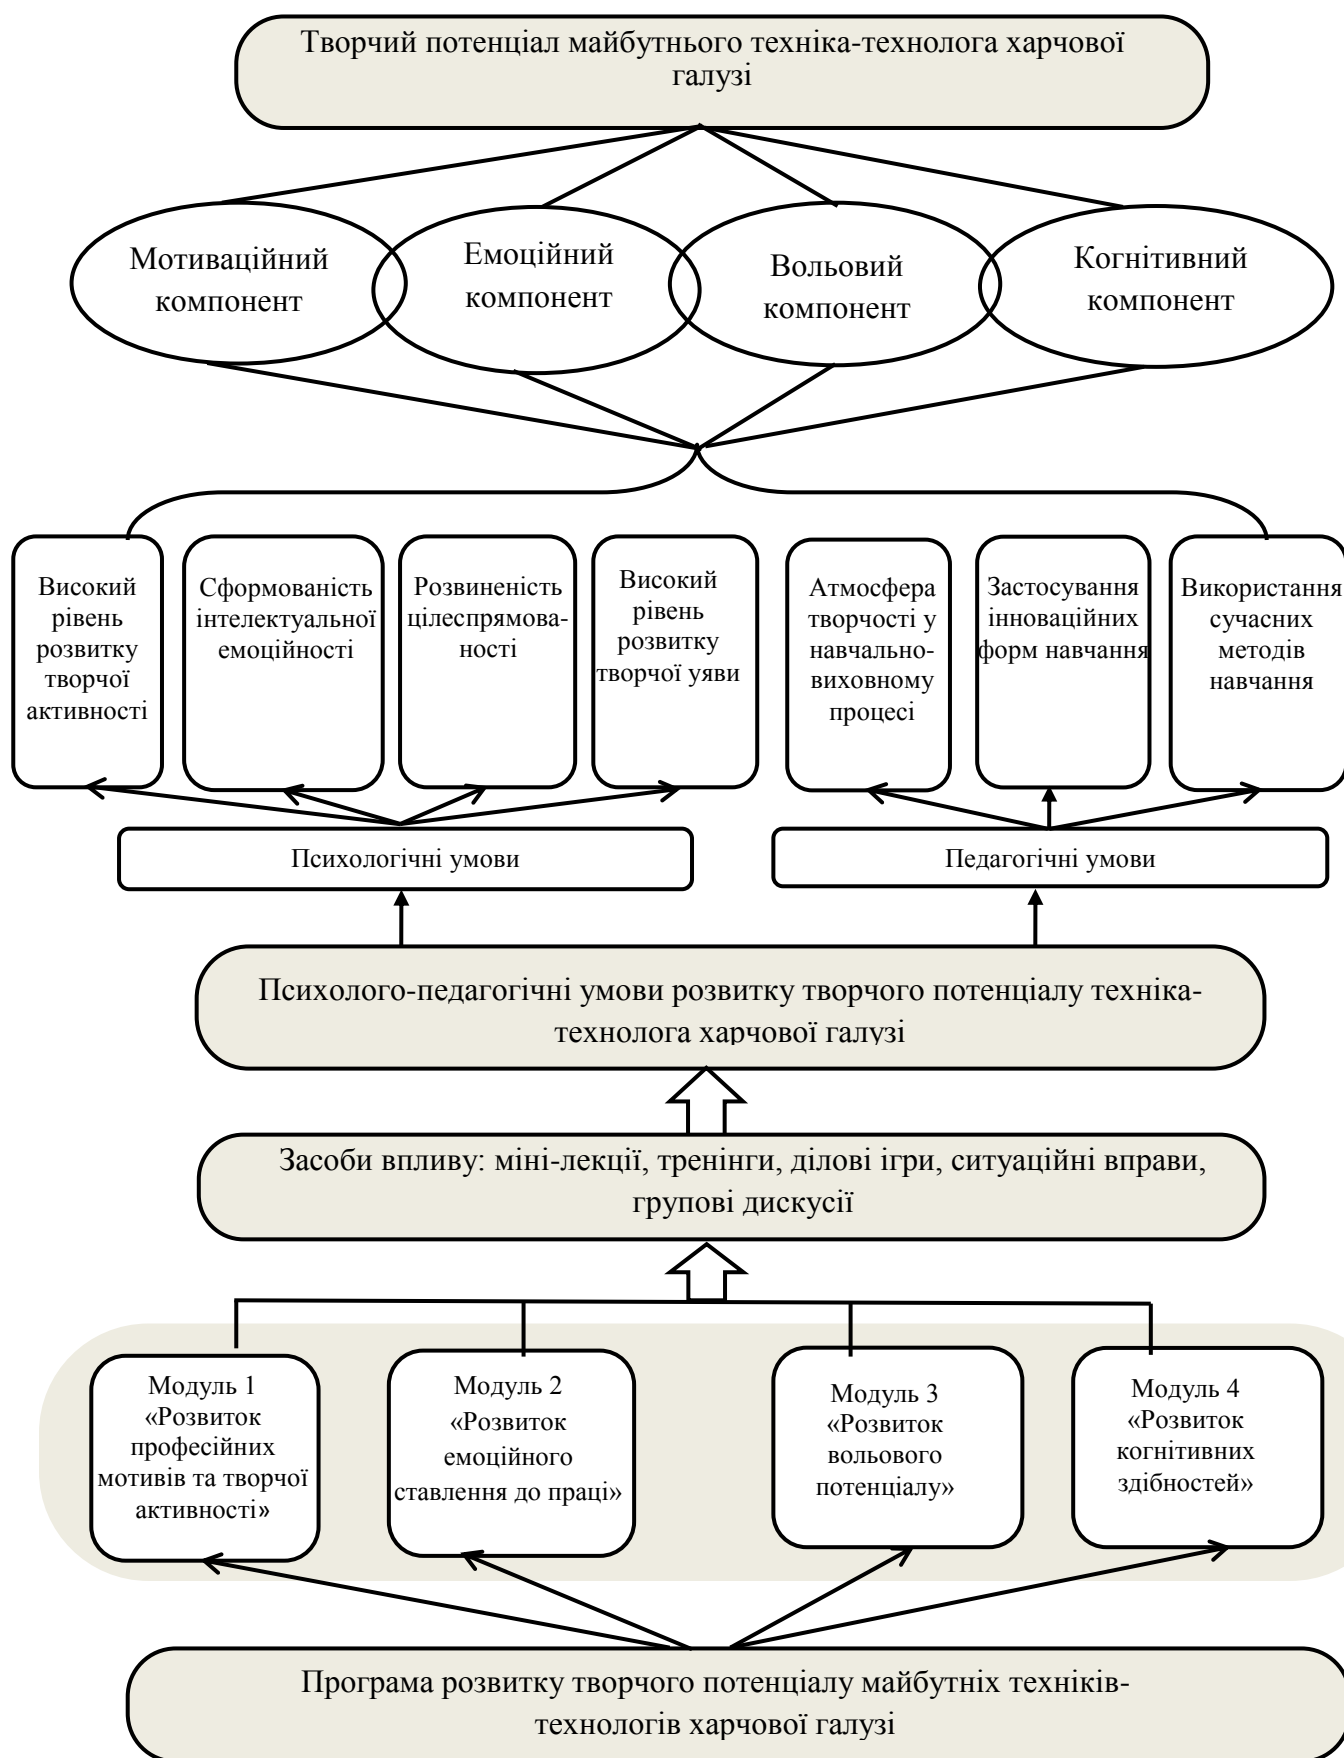 Творчий потенціал майбутнього техніка-технолога харчової
галузі
Мотиваційний
компонент
Емоційний
компонент
Вольовий
компонент
Когнітивний
компонент
Високий
рівень
розвитку
творчої
активності
Сформованість
інтелектуальної
емоційності
Розвиненість
цілеспрямова-
ності
Високий
рівень
розвитку
творчої уяви
Атмосфера
творчості у
навчально-
виховному
процесі
Застосування
інноваційних
форм навчання
Використання
сучасних
методів
навчання
Психологічні умови
Педагогічні умови
Психолого-педагогічні умови розвитку творчого потенціалу техніка-
технолога харчової галузі
Засоби впливу: міні-лекції, тренінги, ділові ігри, ситуаційні вправи,
групові дискусії
Модуль 1
«Розвиток
професійних
мотивів та творчої
активності»
Модуль 2
«Розвиток
емоційного
ставлення до праці»
Модуль 3
«Розвиток
вольового
потенціалу»
Модуль 4
«Розвиток
когнітивних
здібностей»
Програма розвитку творчого потенціалу майбутніх техніків-
технологів харчової галузі